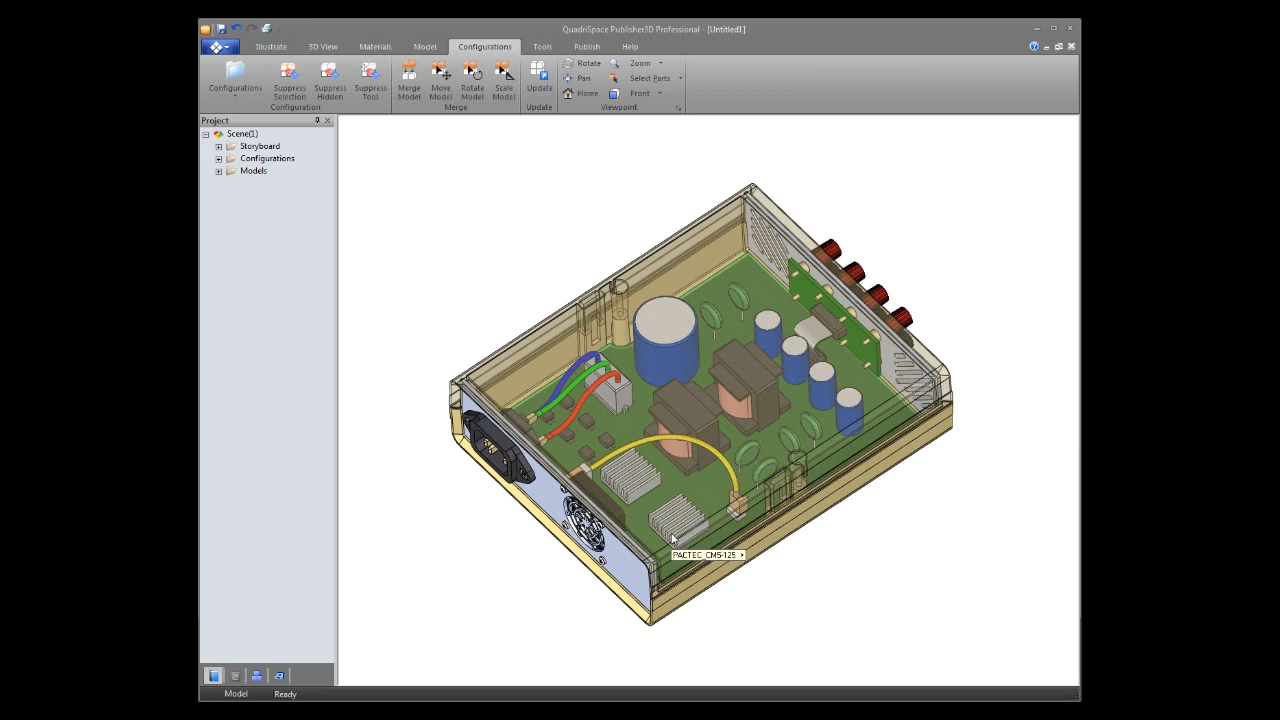 QuadriSpace Publisher3D Professional - [Untitled1]
Illustrate 3D View Materials Model Configurations Tools Publish Help
Configurations
Suppress Selection
Suppress Hidden
Suppress Tool
Configuration
Merge Model
Move Model
Rotate Model
Scale Model
Merge
Update
Update
Rotate Zoom
Pan Select Parts
Home Front
Viewpoint
Project
Scene(1)
Storyboard
Configurations
Models
PACTEC_CM5-125
Model Ready